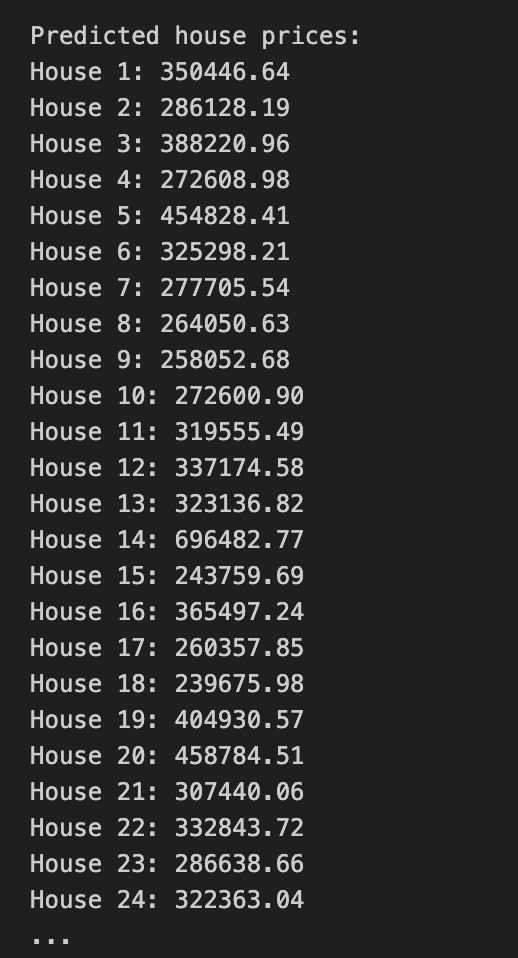 Predicted house prices:
House 1: 350446.64
House 2: 286128.19
House 3: 388220.96
House 4: 272608.98
House 5: 454828.41
House 6: 325298.21
House 7: 277705.54
House 8: 264050.63
House 9: 258052.68
House 10: 272600.90
House 11: 319555.49
House 12: 337174.58
House 13: 323136.82
House 14: 696482.77
House 15: 243759.69
House 16: 365497.24
House 17: 260357.85
House 18: 239675.98
House 19: 404930.57
House 20: 458784.51
House 21: 307440.06
House 22: 332843.72
House 23: 286638.66
House 24: 322363.04
...